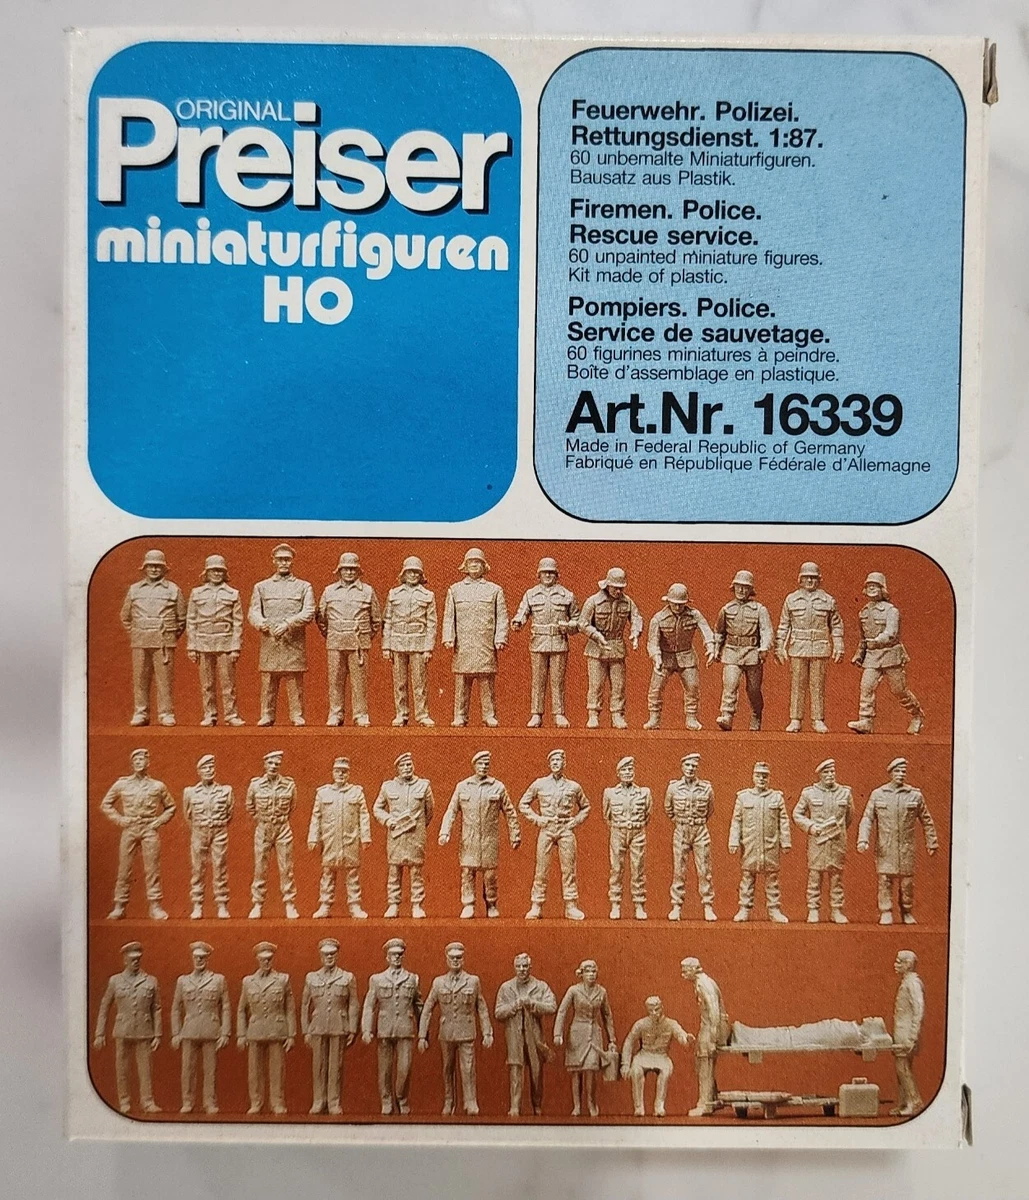 ORIGINAL
Preiser
miniaturfiguren
HO
Feuerwehr. Polizei.
Rettungsdienst. 1:87.
60 unbemalte Miniaturfiguren.
Bausatz aus Plastik.
Firemen. Police.
Rescue service.
60 unpainted miniature figures.
Kit made of plastic.
Pompiers. Police.
Service de sauvetage.
60 figurines miniatures à peindre.
Boîte d'assemblage en plastique.
Art.Nr. 16339
Made in Federal Republic of Germany
Fabriqué en République Fédérale d'Allemagne